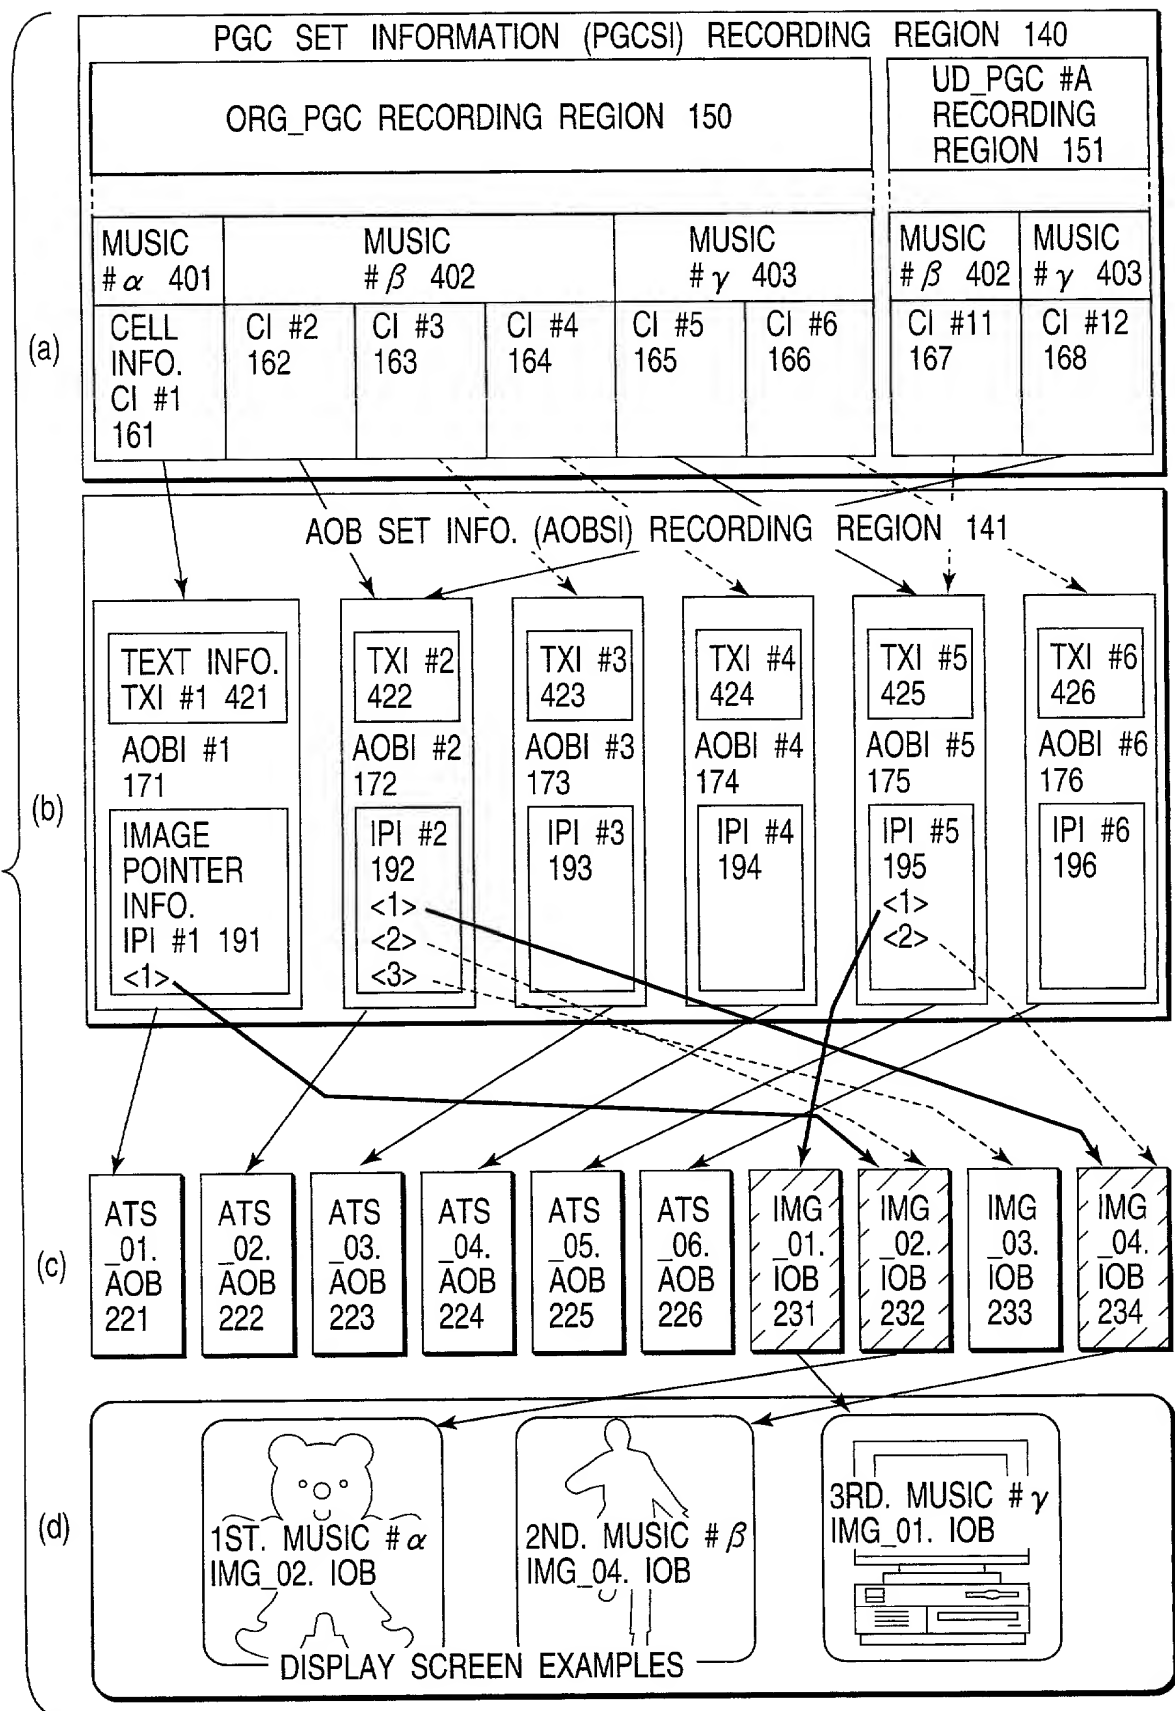 PGC SET INFORMATION (PGCSI) RECORDING REGION 140
ORG_PGC RECORDING REGION 150
UD_PGC #A
RECORDING
REGION 151
MUSIC
#α 401
MUSIC
#β 402
MUSIC
#γ 403
MUSIC
#β 402
MUSIC
#γ 403
(a)
CELL
INFO.
CI #1
161
CI #2
162
CI #3
163
CI #4
164
CI #5
165
CI #6
166
CI #11
167
CI #12
168
AOB SET INFO. (AOBSI) RECORDING REGION 141
(b)
TEXT INFO.
TXI #1 421
AOBI #1
171
IMAGE
POINTER
INFO.
IPI #1 191
<1>
TXI #2
422
AOBI #2
172
IPI #2
192
<1>
<2>
<3>
TXI #3
423
AOBI #3
173
IPI #3
193
TXI #4
424
AOBI #4
174
IPI #4
194
TXI #5
425
AOBI #5
175
IPI #5
195
<1>
<2>
TXI #6
426
AOBI #6
176
IPI #6
196
(c)
ATS
_01.
AOB
221
ATS
_02.
AOB
222
ATS
_03.
AOB
223
ATS
_04.
AOB
224
ATS
_05.
AOB
225
ATS
_06.
AOB
226
IMG
_01.
IOB
231
IMG
_02.
IOB
232
IMG
_03.
IOB
233
IMG
_04.
IOB
234
(d)
1ST. MUSIC #α
IMG_02. IOB
2ND. MUSIC #β
IMG_04. IOB
3RD. MUSIC #γ
IMG_01. IOB
DISPLAY SCREEN EXAMPLES